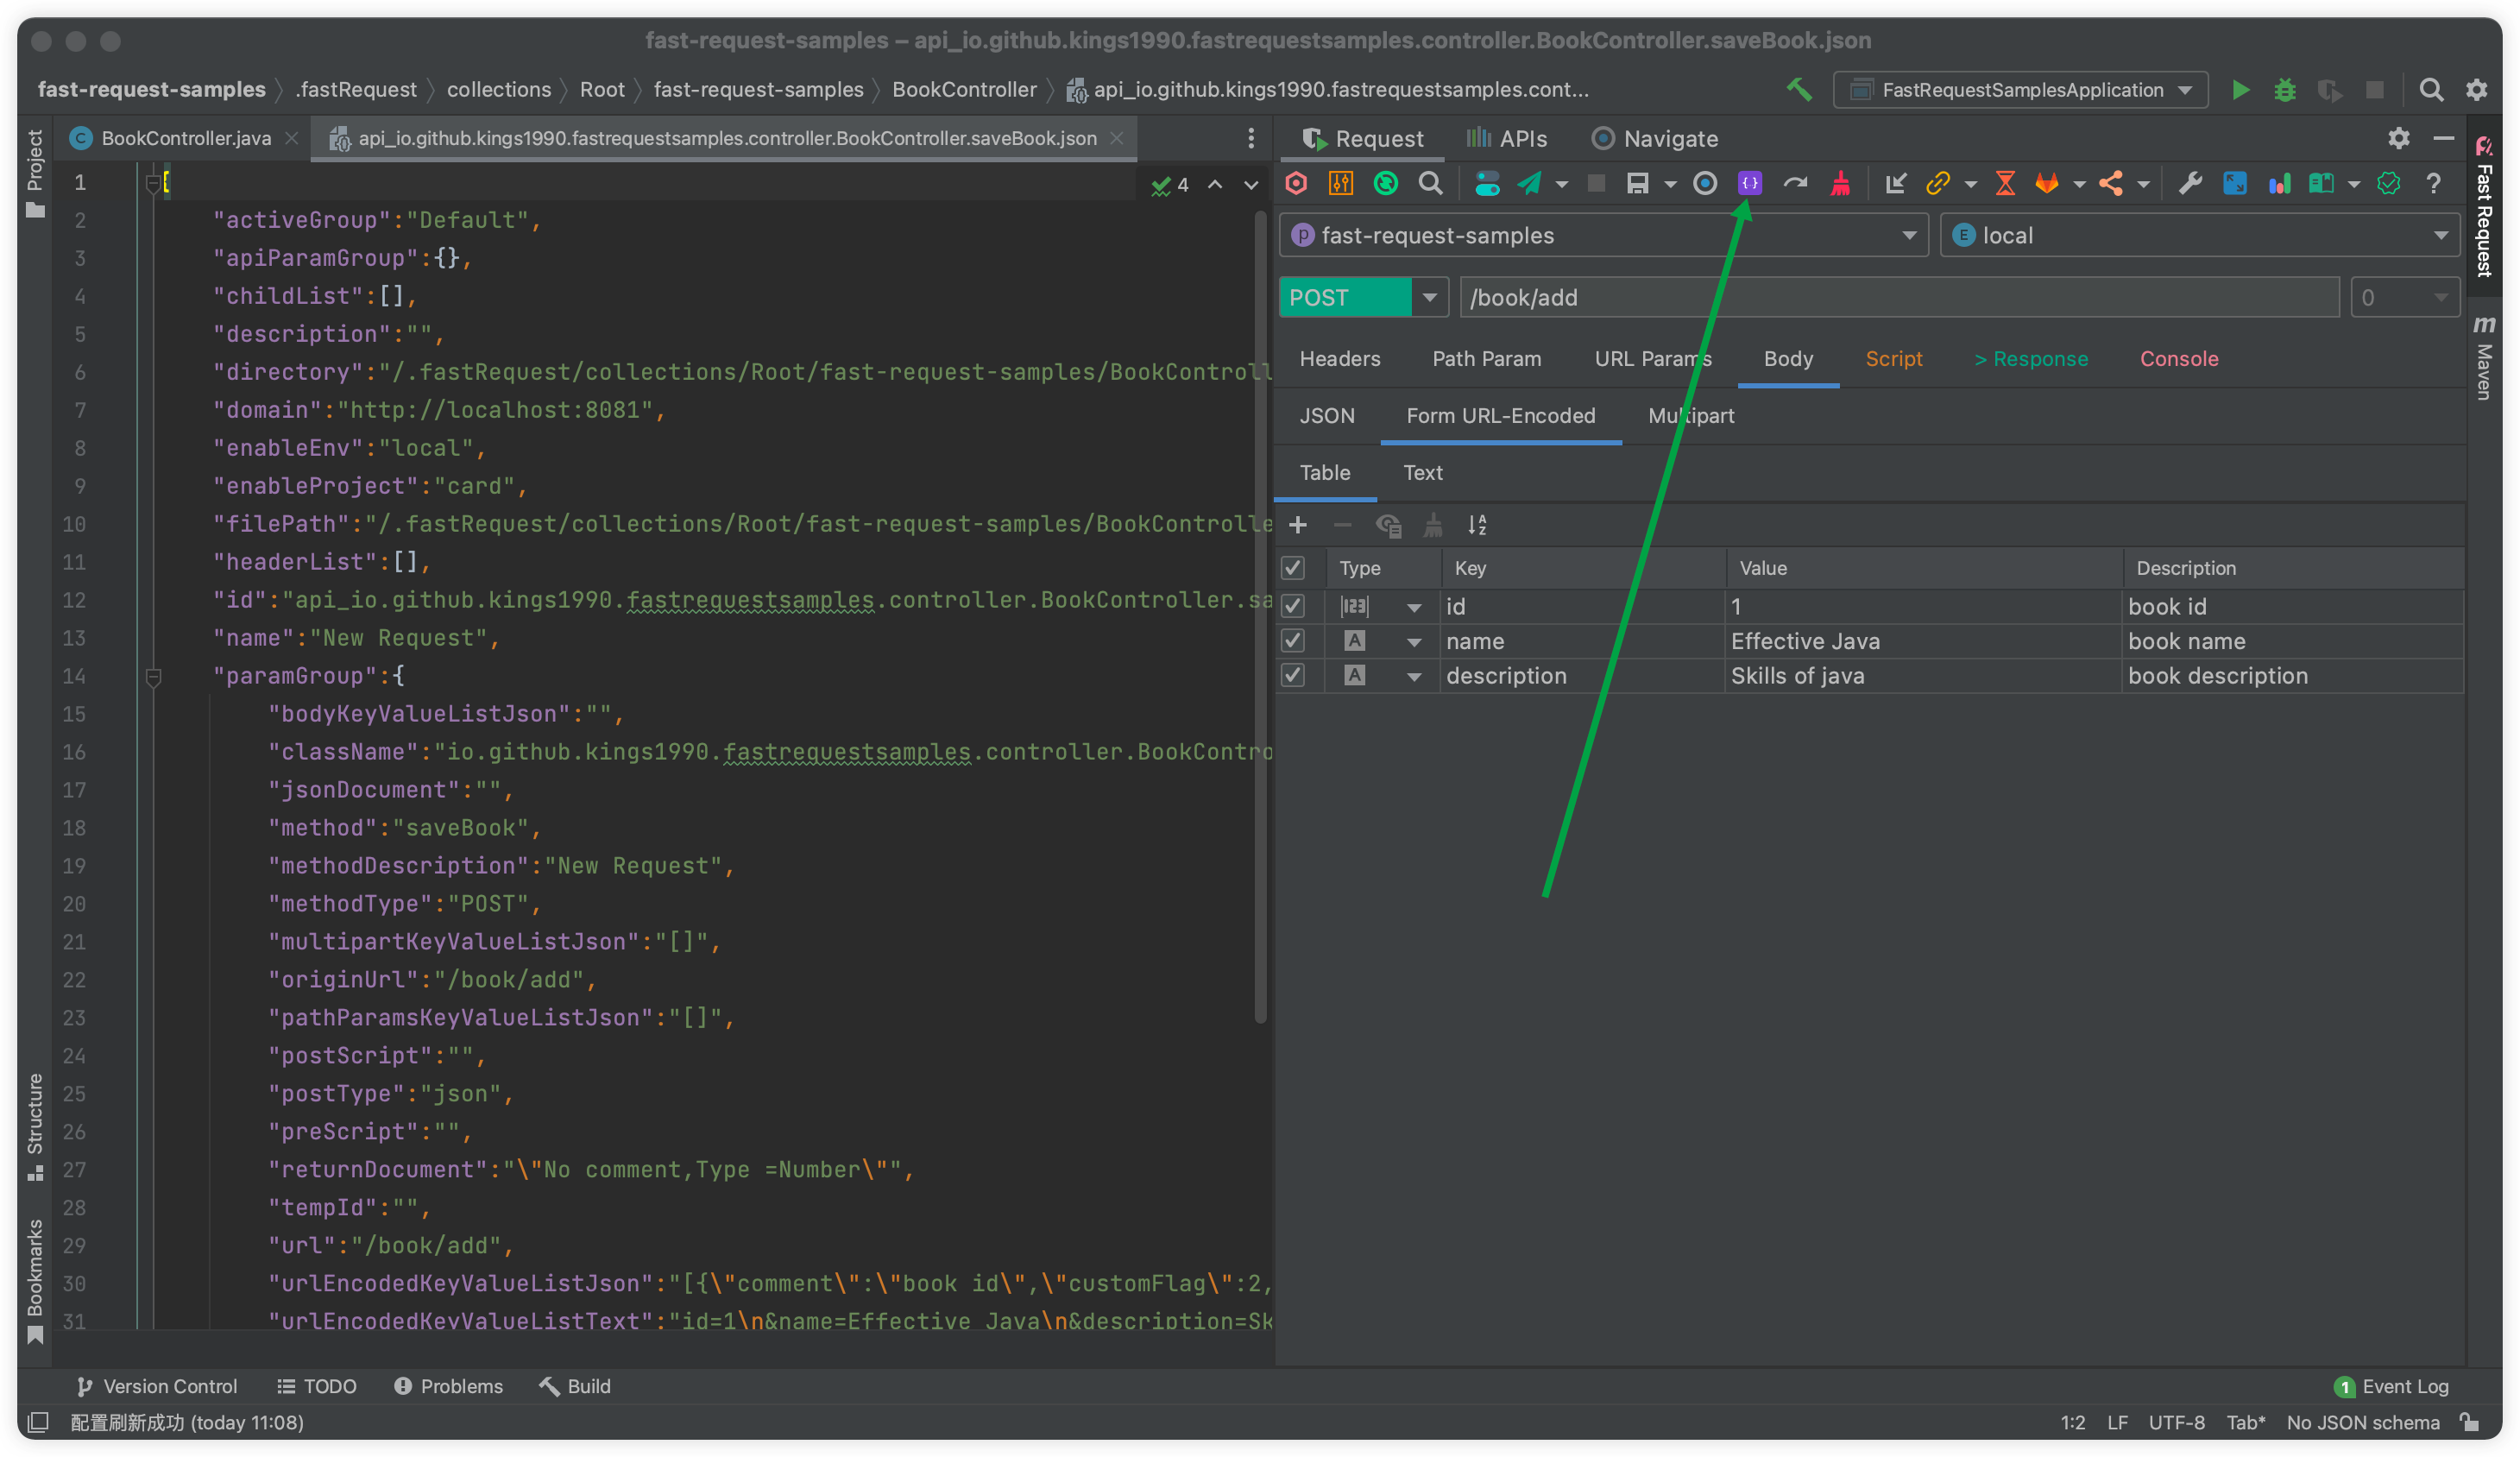 fast-request-samples – api_io.github.kings1990.fastrequestsamples.controller.BookController.saveBook.json
fast-request-samples 〉 .fastRequest 〉 collections 〉 Root 〉 fast-request-samples 〉 BookController 〉 api_io.github.kings1990.fastrequestsamples.cont...
FastRequestSamplesApplication
BookController.java
api_io.github.kings1990.fastrequestsamples.controller.BookController.saveBook.json
Project
Structure
Bookmarks
4
1 {
2 "activeGroup":"Default",
3 "apiParamGroup":{},
4 "childList":[],
5 "description":"",
6 "directory":"/.fastRequest/collections/Root/fast-request-samples/BookControll
7 "domain":"http://localhost:8081",
8 "enableEnv":"local",
9 "enableProject":"card",
10 "filePath":"/.fastRequest/collections/Root/fast-request-samples/BookControlle
11 "headerList":[],
12 "id":"api_io.github.kings1990.fastrequestsamples.controller.BookController.sa
13 "name":"New Request",
14 "paramGroup":{
15 "bodyKeyValueListJson":"",
16 "className":"io.github.kings1990.fastrequestsamples.controller.BookContro
17 "jsonDocument":"",
18 "method":"saveBook",
19 "methodDescription":"New Request",
20 "methodType":"POST",
21 "multipartKeyValueListJson":"[]",
22 "originUrl":"/book/add",
23 "pathParamsKeyValueListJson":"[]",
24 "postScript":"",
25 "postType":"json",
26 "preScript":"",
27 "returnDocument":"\"No comment,Type =Number\"",
28 "tempId":"",
29 "url":"/book/add",
30 "urlEncodedKeyValueListJson":"[{\"comment\":\"book id\",\"customFlag\":2,
31 "urlEncodedKeyValueListText":"id=1\n&name=Effective Java\n&description=Sk
Request
APIs
Navigate
fast-request-samples
local
POST
/book/add
0
Headers
Path Param
URL Params
Body
Script
> Response
Console
JSON
Form URL-Encoded
Multipart
Table
Text
Type Key Value Description
id 1 book id
name Effective Java book name
description Skills of java book description
Fast Request
Maven
Version Control
TODO
Problems
Build
1 Event Log
配置刷新成功 (today 11:08)
1:2 LF UTF-8 Tab* No JSON schema